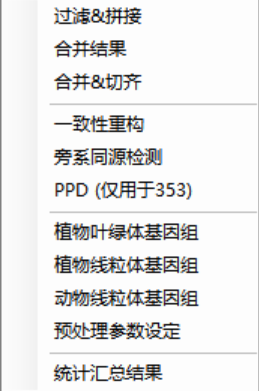 过滤&拼接
合并结果
合并&切齐
一致性重构
旁系同源检测
PPD (仅用于353)
植物叶绿体基因组
植物线粒体基因组
动物线粒体基因组
预处理参数设定
统计汇总结果